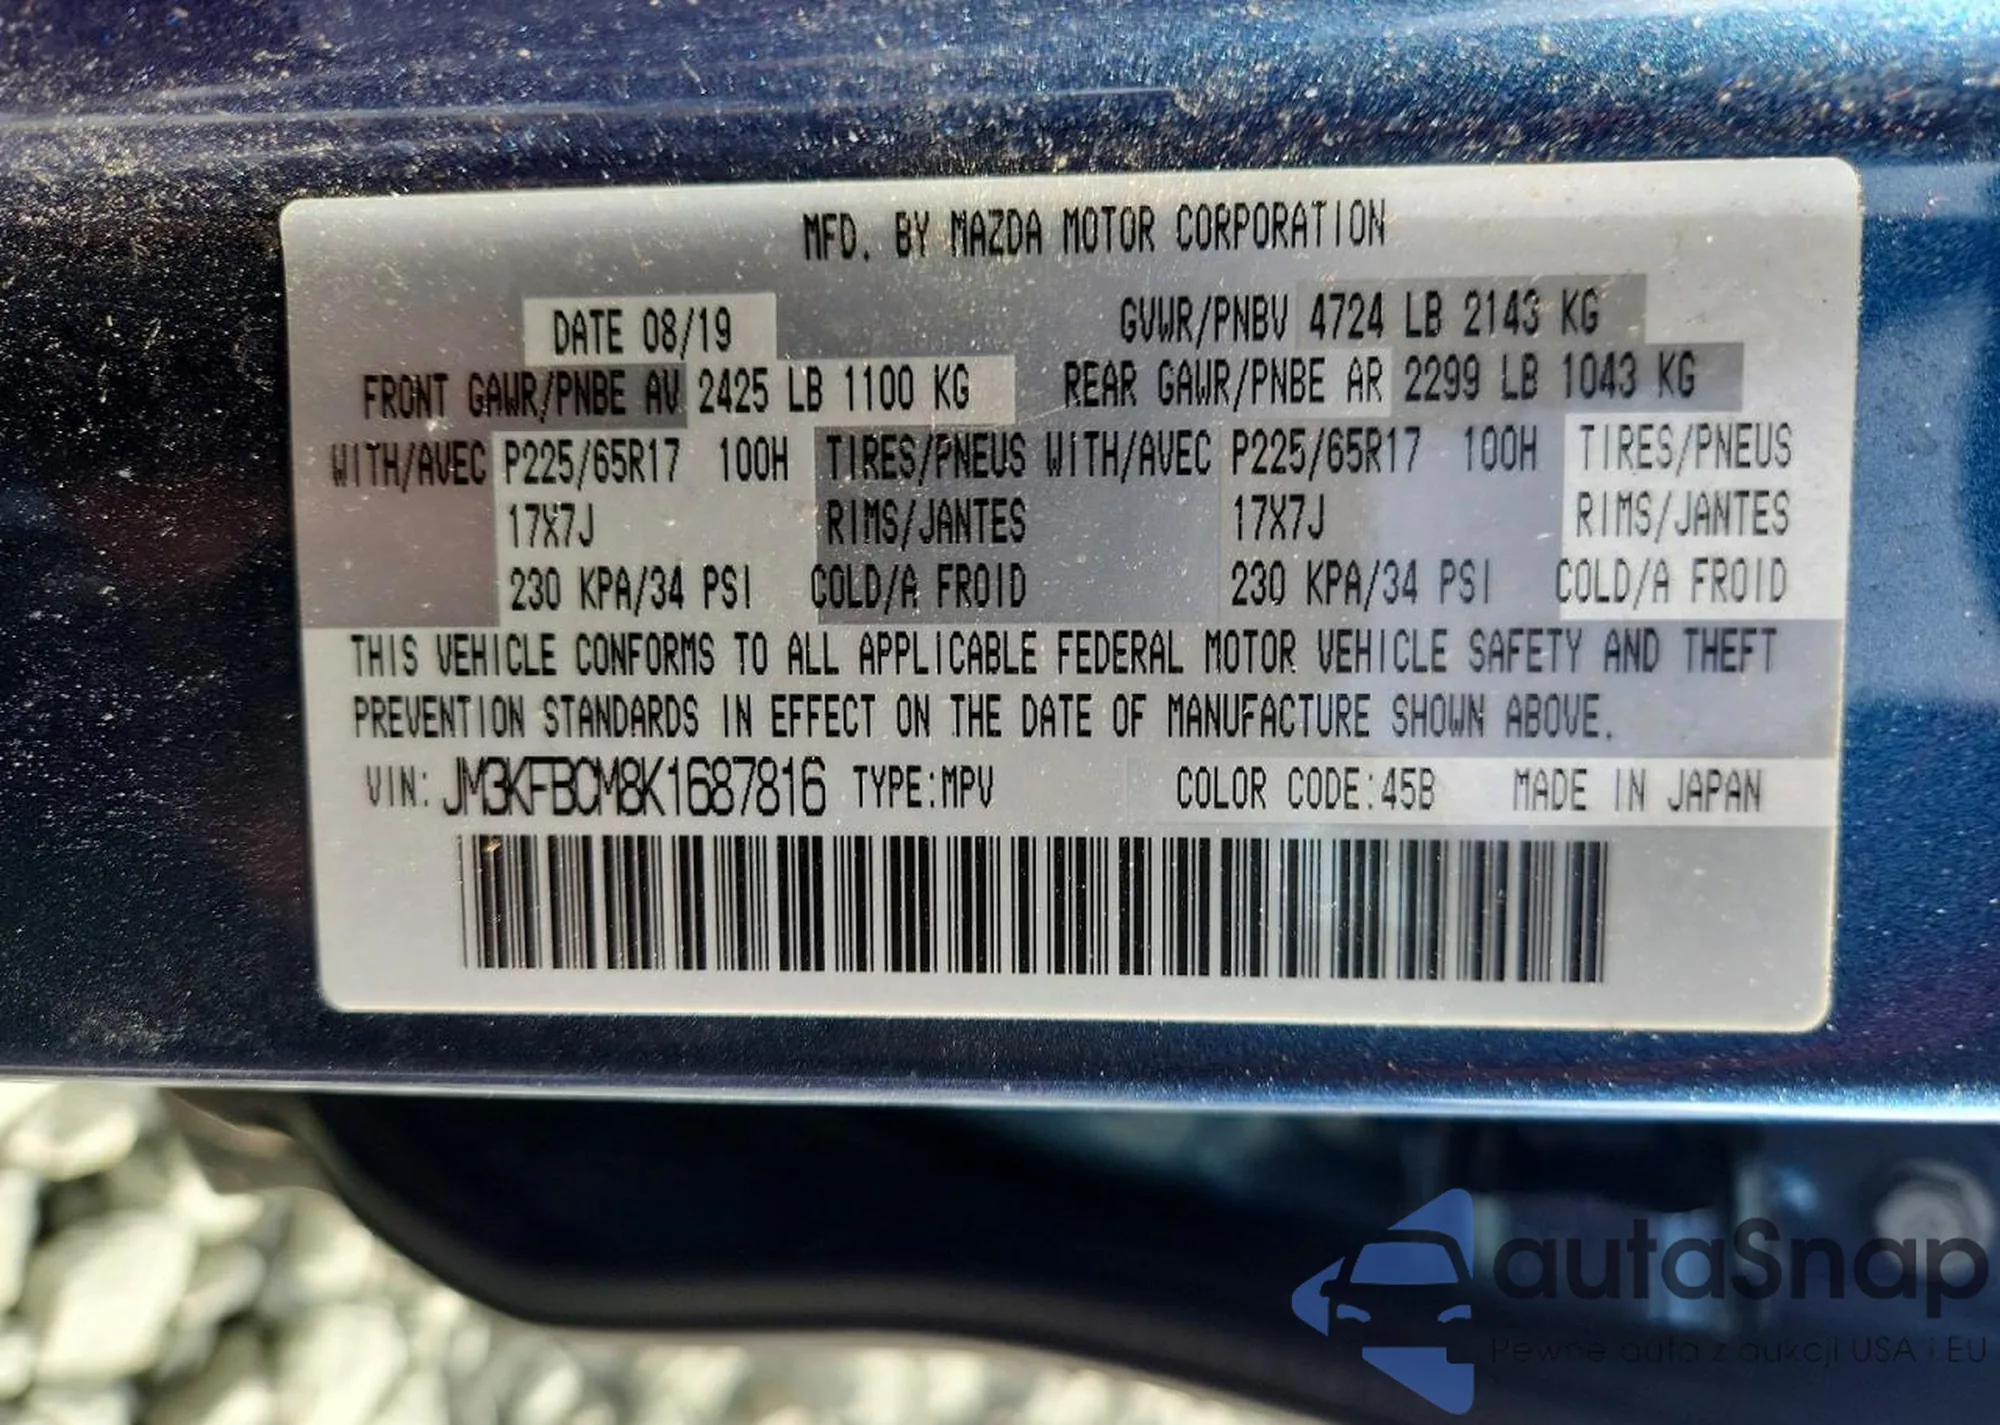 MFD. BY MAZDA MOTOR CORPORATION
DATE 08/19 GVWR/PNBV 4724 LB 2143 KG
FRONT GAWR/PNBE AV 2425 LB 1100 KG REAR GAWR/PNBE AR 2299 LB 1043 KG
WITH/AVEC P225/65R17 100H TIRES/PNEUS WITH/AVEC P225/65R17 100H TIRES/PNEUS
17X7J RIMS/JANTES 17X7J RIMS/JANTES
230 KPA/34 PSI COLD/A FROID 230 KPA/34 PSI COLD/A FROID
THIS VEHICLE CONFORMS TO ALL APPLICABLE FEDERAL MOTOR VEHICLE SAFETY AND THEFT
PREVENTION STANDARDS IN EFFECT ON THE DATE OF MANUFACTURE SHOWN ABOVE.
VIN: JM3KFBCM8K1687816 TYPE:MPV COLOR CODE:45B MADE IN JAPAN
autaSnap
Pewne auta z aukcji USA i EU